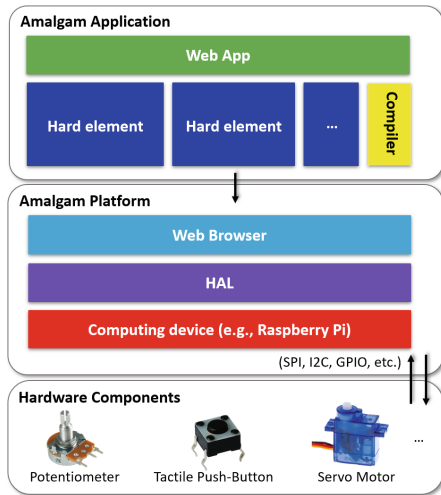 Amalgam Application
Web App
Hard element
Hard element
...
Compiler
Amalgam Platform
Web Browser
HAL
Computing device (e.g., Raspberry Pi)
(SPI, I2C, GPIO, etc.)
Hardware Components
...
Potentiometer
Tactile Push-Button
Servo Motor